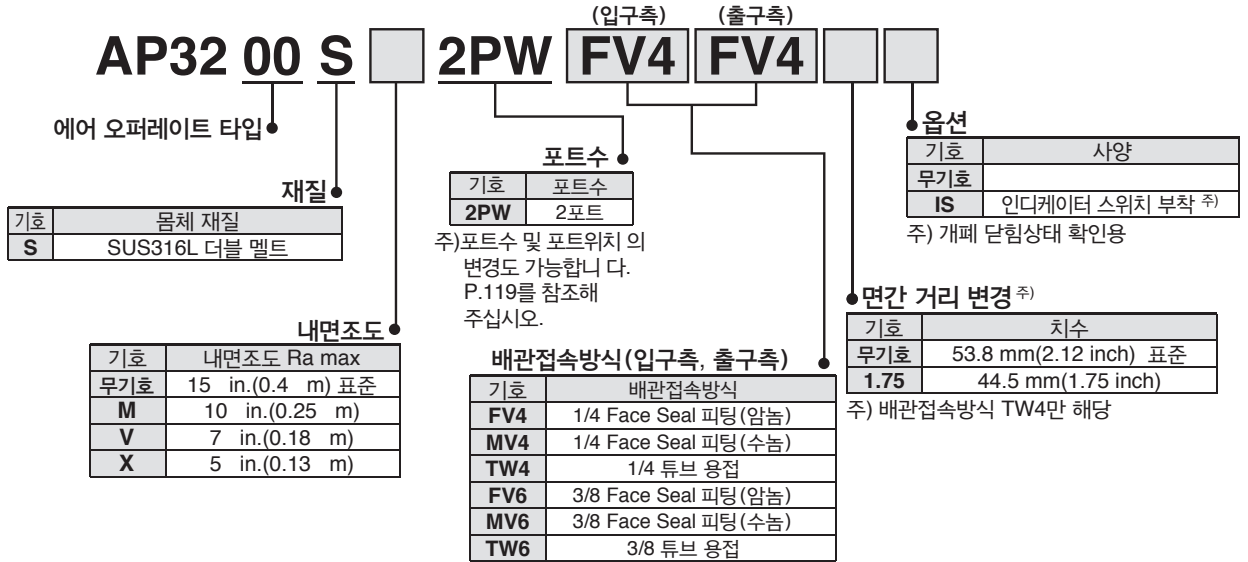 (입구측) (출구측)
AP32 00 S 2PW FV4 FV4
에어 오퍼레이트 타입
재질
기호 몸체 재질
S SUS316L 더블 멜트
내면조도
기호 내면조도 Ra max
무기호 15 in.(0.4 m) 표준
M 10 in.(0.25 m)
V 7 in.(0.18 m)
X 5 in.(0.13 m)
포트수
기호 포트수
2PW 2포트
주)포트수 및 포트위치 의
변경도 가능합니 다.
P.119를 참조해
주십시오.
배관접속방식(입구측, 출구측)
기호 배관접속방식
FV4 1/4 Face Seal 피팅(암놈)
MV4 1/4 Face Seal 피팅(수놈)
TW4 1/4 튜브 용접
FV6 3/8 Face Seal 피팅(암놈)
MV6 3/8 Face Seal 피팅(수놈)
TW6 3/8 튜브 용접
면간 거리 변경 주)
기호 치수
무기호 53.8 mm(2.12 inch) 표준
1.75 44.5 mm(1.75 inch)
주) 배관접속방식 TW4만 해당
옵션
기호 사양
무기호
IS 인디케이터 스위치 부착 주)
주) 개폐 닫힘상태 확인용